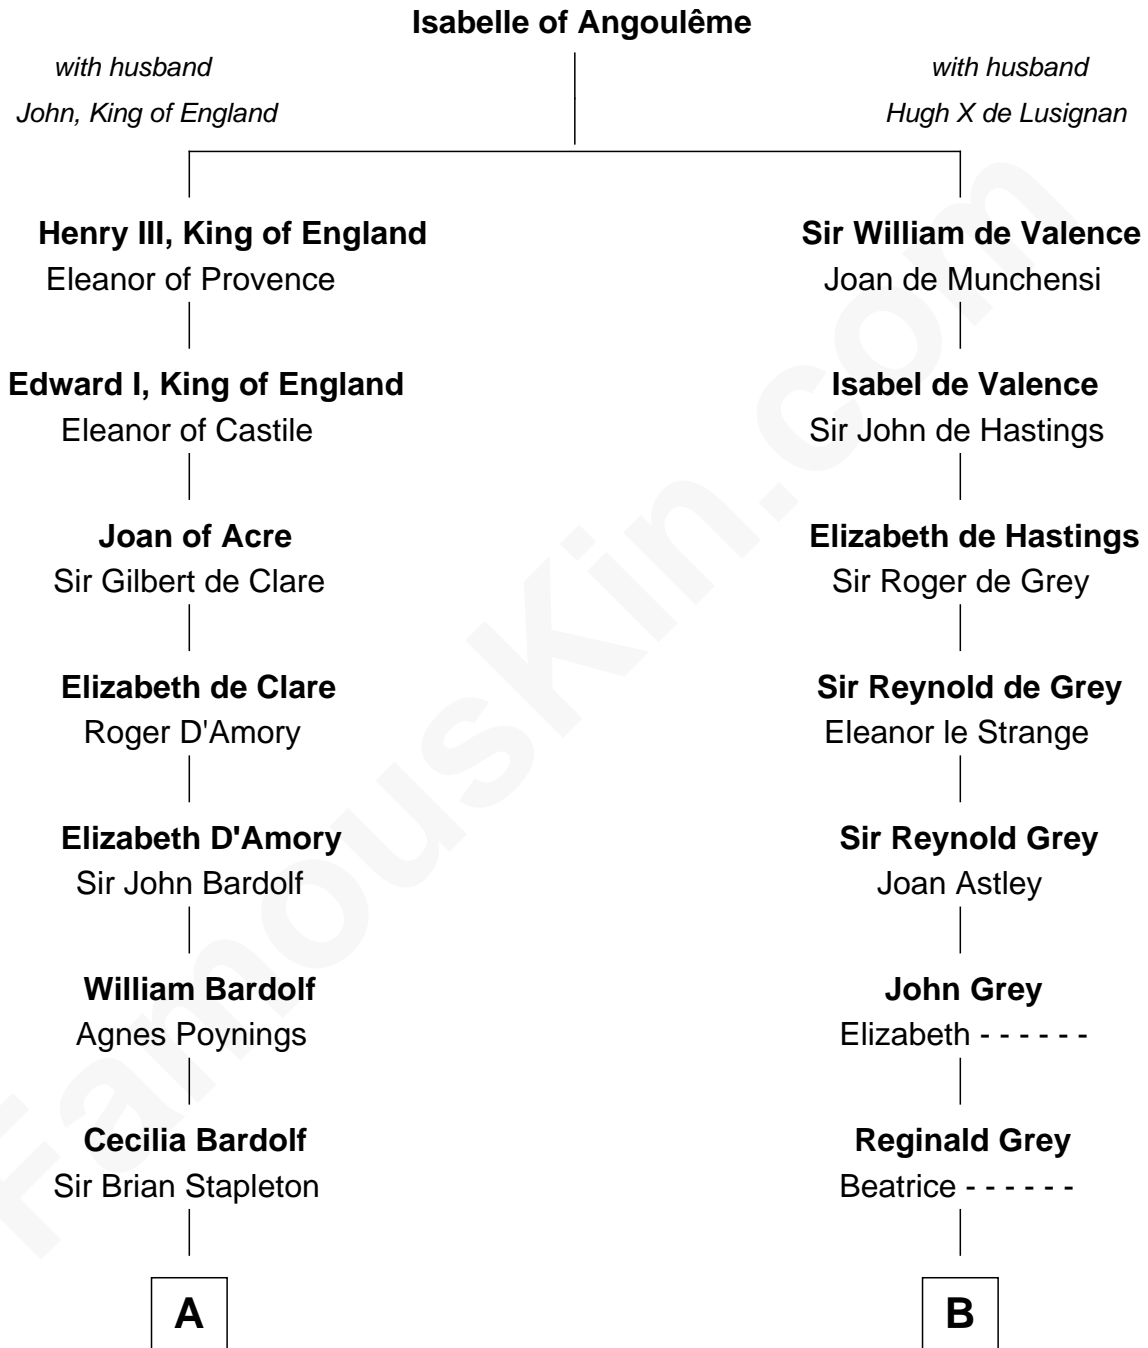 Isabelle of Angoulême
with husband
John, King of England
with husband
Hugh X de Lusignan
Henry III, King of England
Eleanor of Provence
Sir William de Valence
Joan de Munchensi
Edward I, King of England
Eleanor of Castile
Isabel de Valence
Sir John de Hastings
Joan of Acre
Sir Gilbert de Clare
Elizabeth de Hastings
Sir Roger de Grey
Elizabeth de Clare
Roger D'Amory
Sir Reynold de Grey
Eleanor le Strange
Elizabeth D'Amory
Sir John Bardolf
Sir Reynold Grey
Joan Astley
William Bardolf
Agnes Poynings
John Grey
Elizabeth - - - - - -
Cecilia Bardolf
Sir Brian Stapleton
Reginald Grey
Beatrice - - - - - -
A
B
FamousKin.com